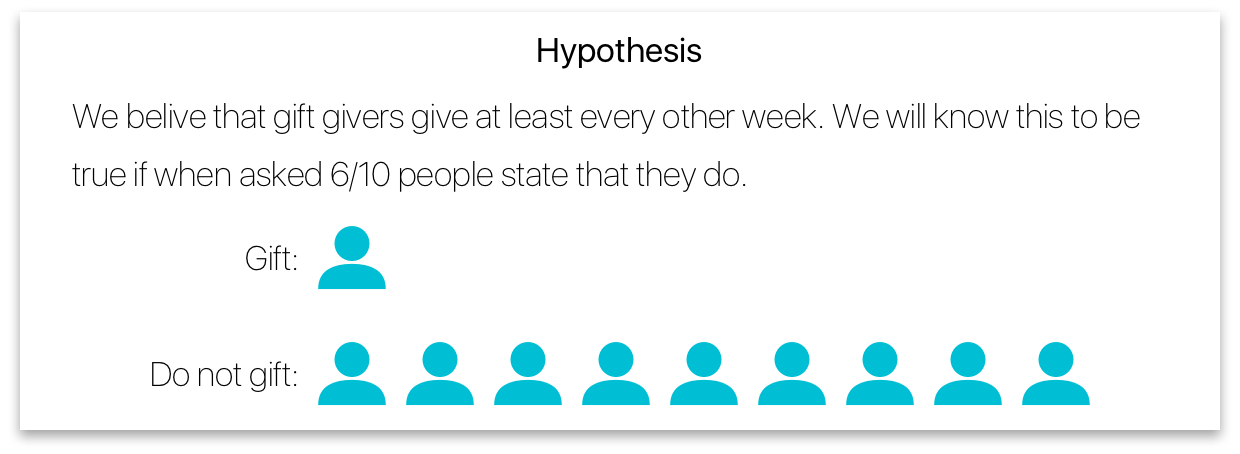 Hypothesis
We belive that gift givers give at least every other week. We will know this to be
true if when asked 6/10 people state that they do.
Gift:
Do not gift: